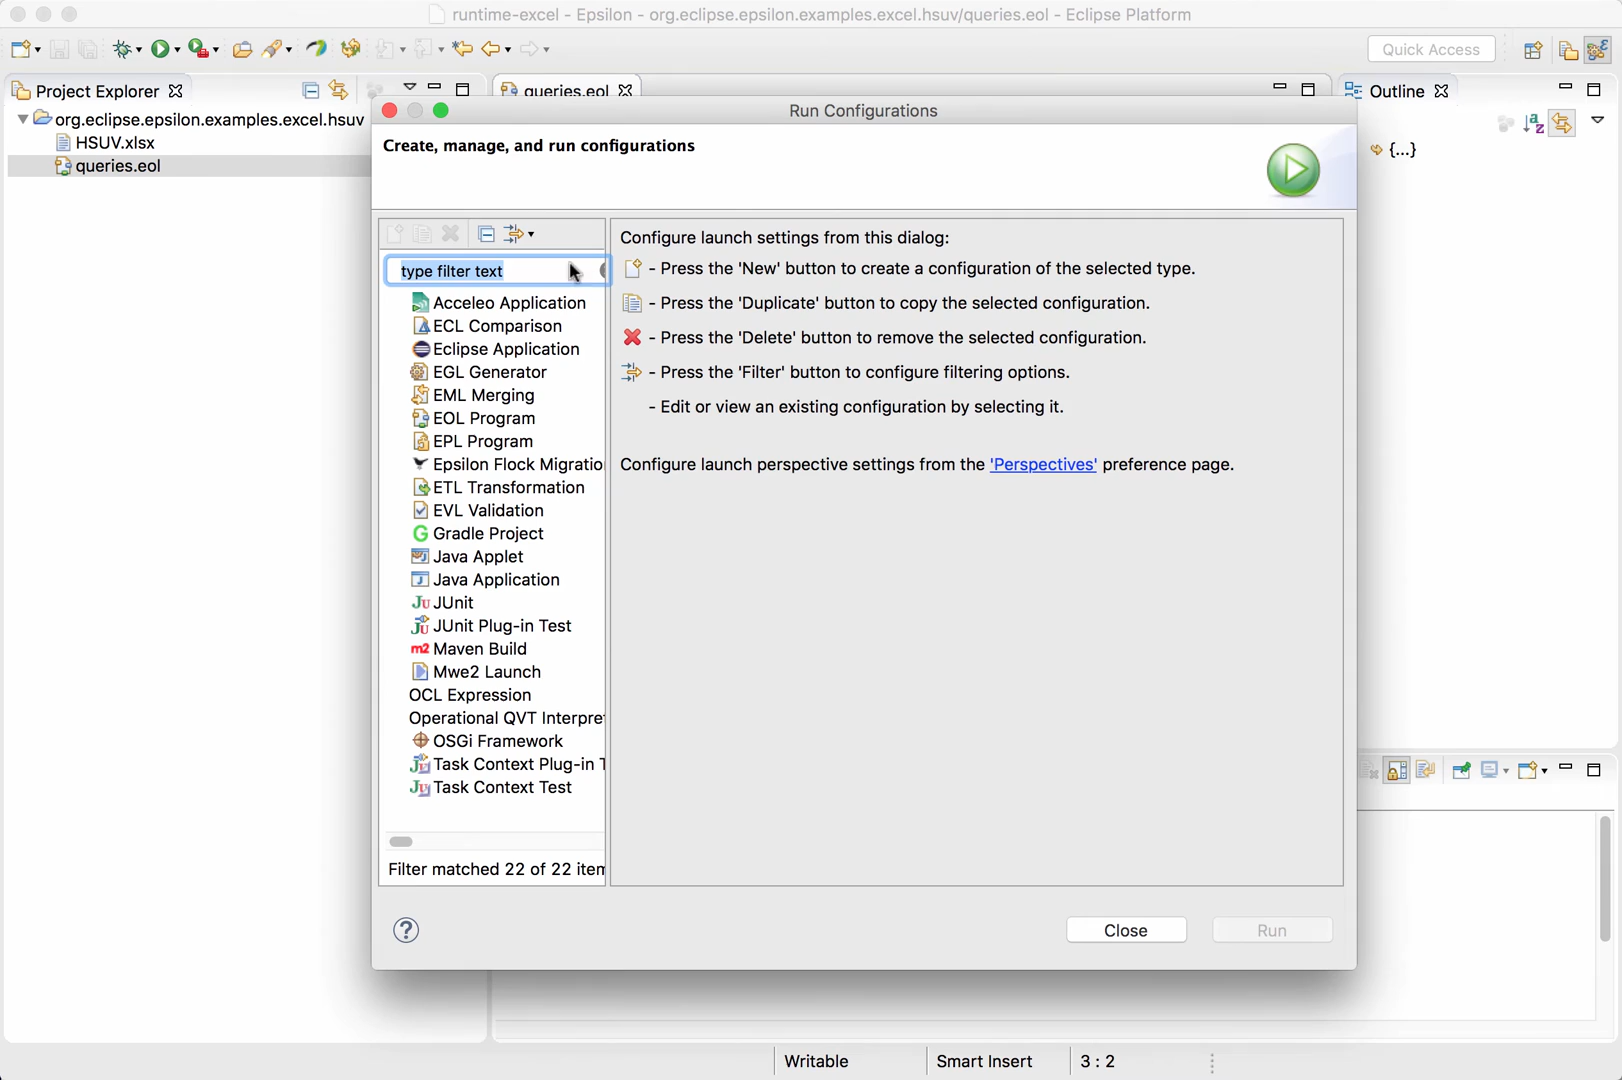 runtime-excel - Epsilon - org.eclipse.epsilon.examples.excel.hsuv/queries.eol - Eclipse Platform
Quick Access
Project Explorer
queries.eol
Outline
org.eclipse.epsilon.examples.excel.hsuv
HSUV.xlsx
queries.eol
{...}
Run Configurations
Create, manage, and run configurations
type filter text
Acceleo Application
ECL Comparison
Eclipse Application
EGL Generator
EML Merging
EOL Program
EPL Program
Epsilon Flock Migratio
ETL Transformation
EVL Validation
Gradle Project
Java Applet
Java Application
JUnit
JUnit Plug-in Test
Maven Build
Mwe2 Launch
OCL Expression
Operational QVT Interpre
OSGi Framework
Task Context Plug-in T
Task Context Test
Filter matched 22 of 22 item
Configure launch settings from this dialog:
- Press the 'New' button to create a configuration of the selected type.
- Press the 'Duplicate' button to copy the selected configuration.
- Press the 'Delete' button to remove the selected configuration.
- Press the 'Filter' button to configure filtering options.
- Edit or view an existing configuration by selecting it.
Configure launch perspective settings from the 'Perspectives' preference page.
?
Close
Run
Writable
Smart Insert
3 : 2